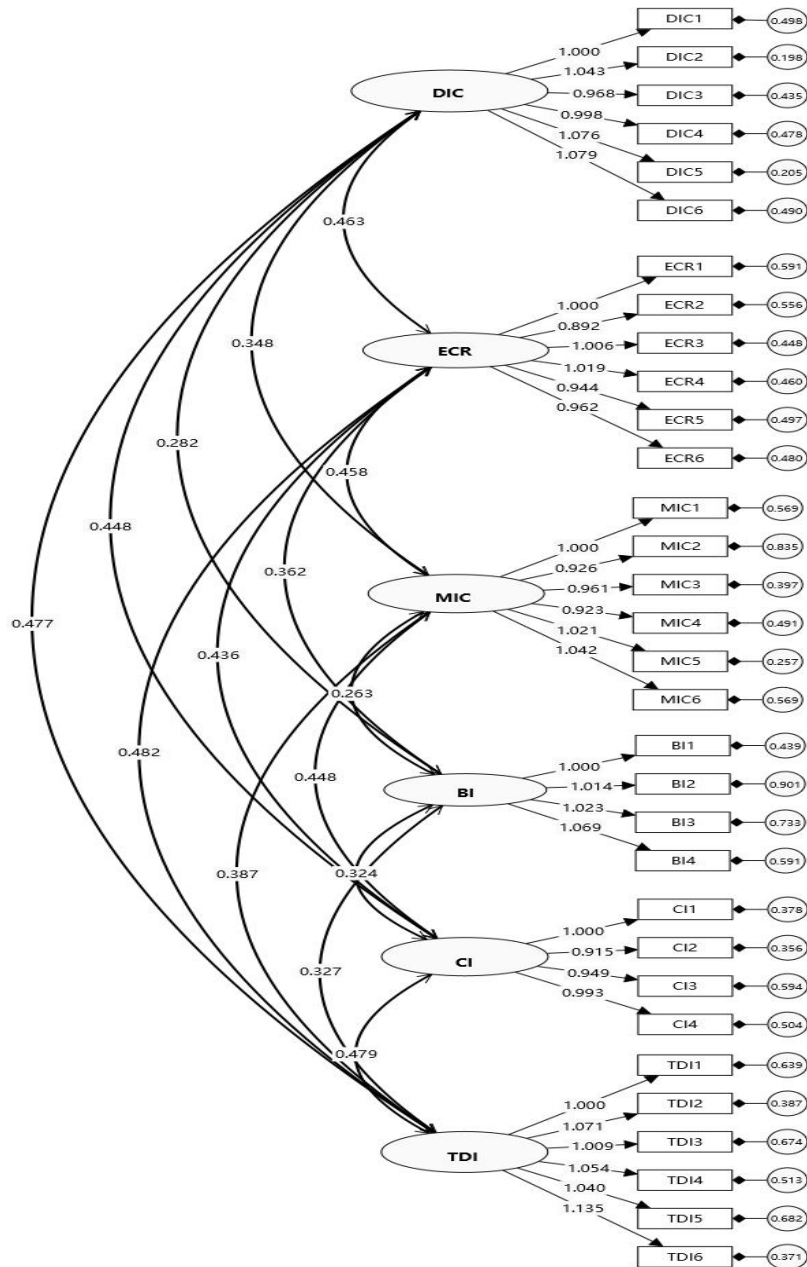 DIC1 0.498
1.000
DIC2 0.198
1.043
DIC
0.968 DIC3 0.435
0.998
DIC4 0.478
1.076
1.079
DIC5 0.205
DIC6 0.490
0.463
ECR1 0.591
1.000
ECR2 0.556
0.892
0.348
ECR
1.006 ECR3 0.448
1.019
ECR4 0.460
0.944
0.962
ECR5 0.497
0.282
ECR6 0.480
0.458
MIC1 0.569
0.448
1.000
MIC2 0.835
0.362
0.926
0.961 MIC3 0.397
MIC
0.923
0.477
MIC4 0.491
1.021
0.436
1.042
MIC5 0.257
0.263
MIC6 0.569
BI1 0.439
0.482
1.000
0.448
BI
1.014 BI2 0.901
1.023
BI3 0.733
1.069
BI4 0.591
0.387
0.324
CI1 0.378
1.000
CI2 0.356
0.915
CI
0.949
0.327
CI3 0.594
0.993
CI4 0.504
0.479
TDI1 0.639
1.000
TDI2 0.387
1.071
TDI3 0.674
1.009
TDI
1.054
TDI4 0.513
1.040
1.135
TDI5 0.682
TDI6 0.371